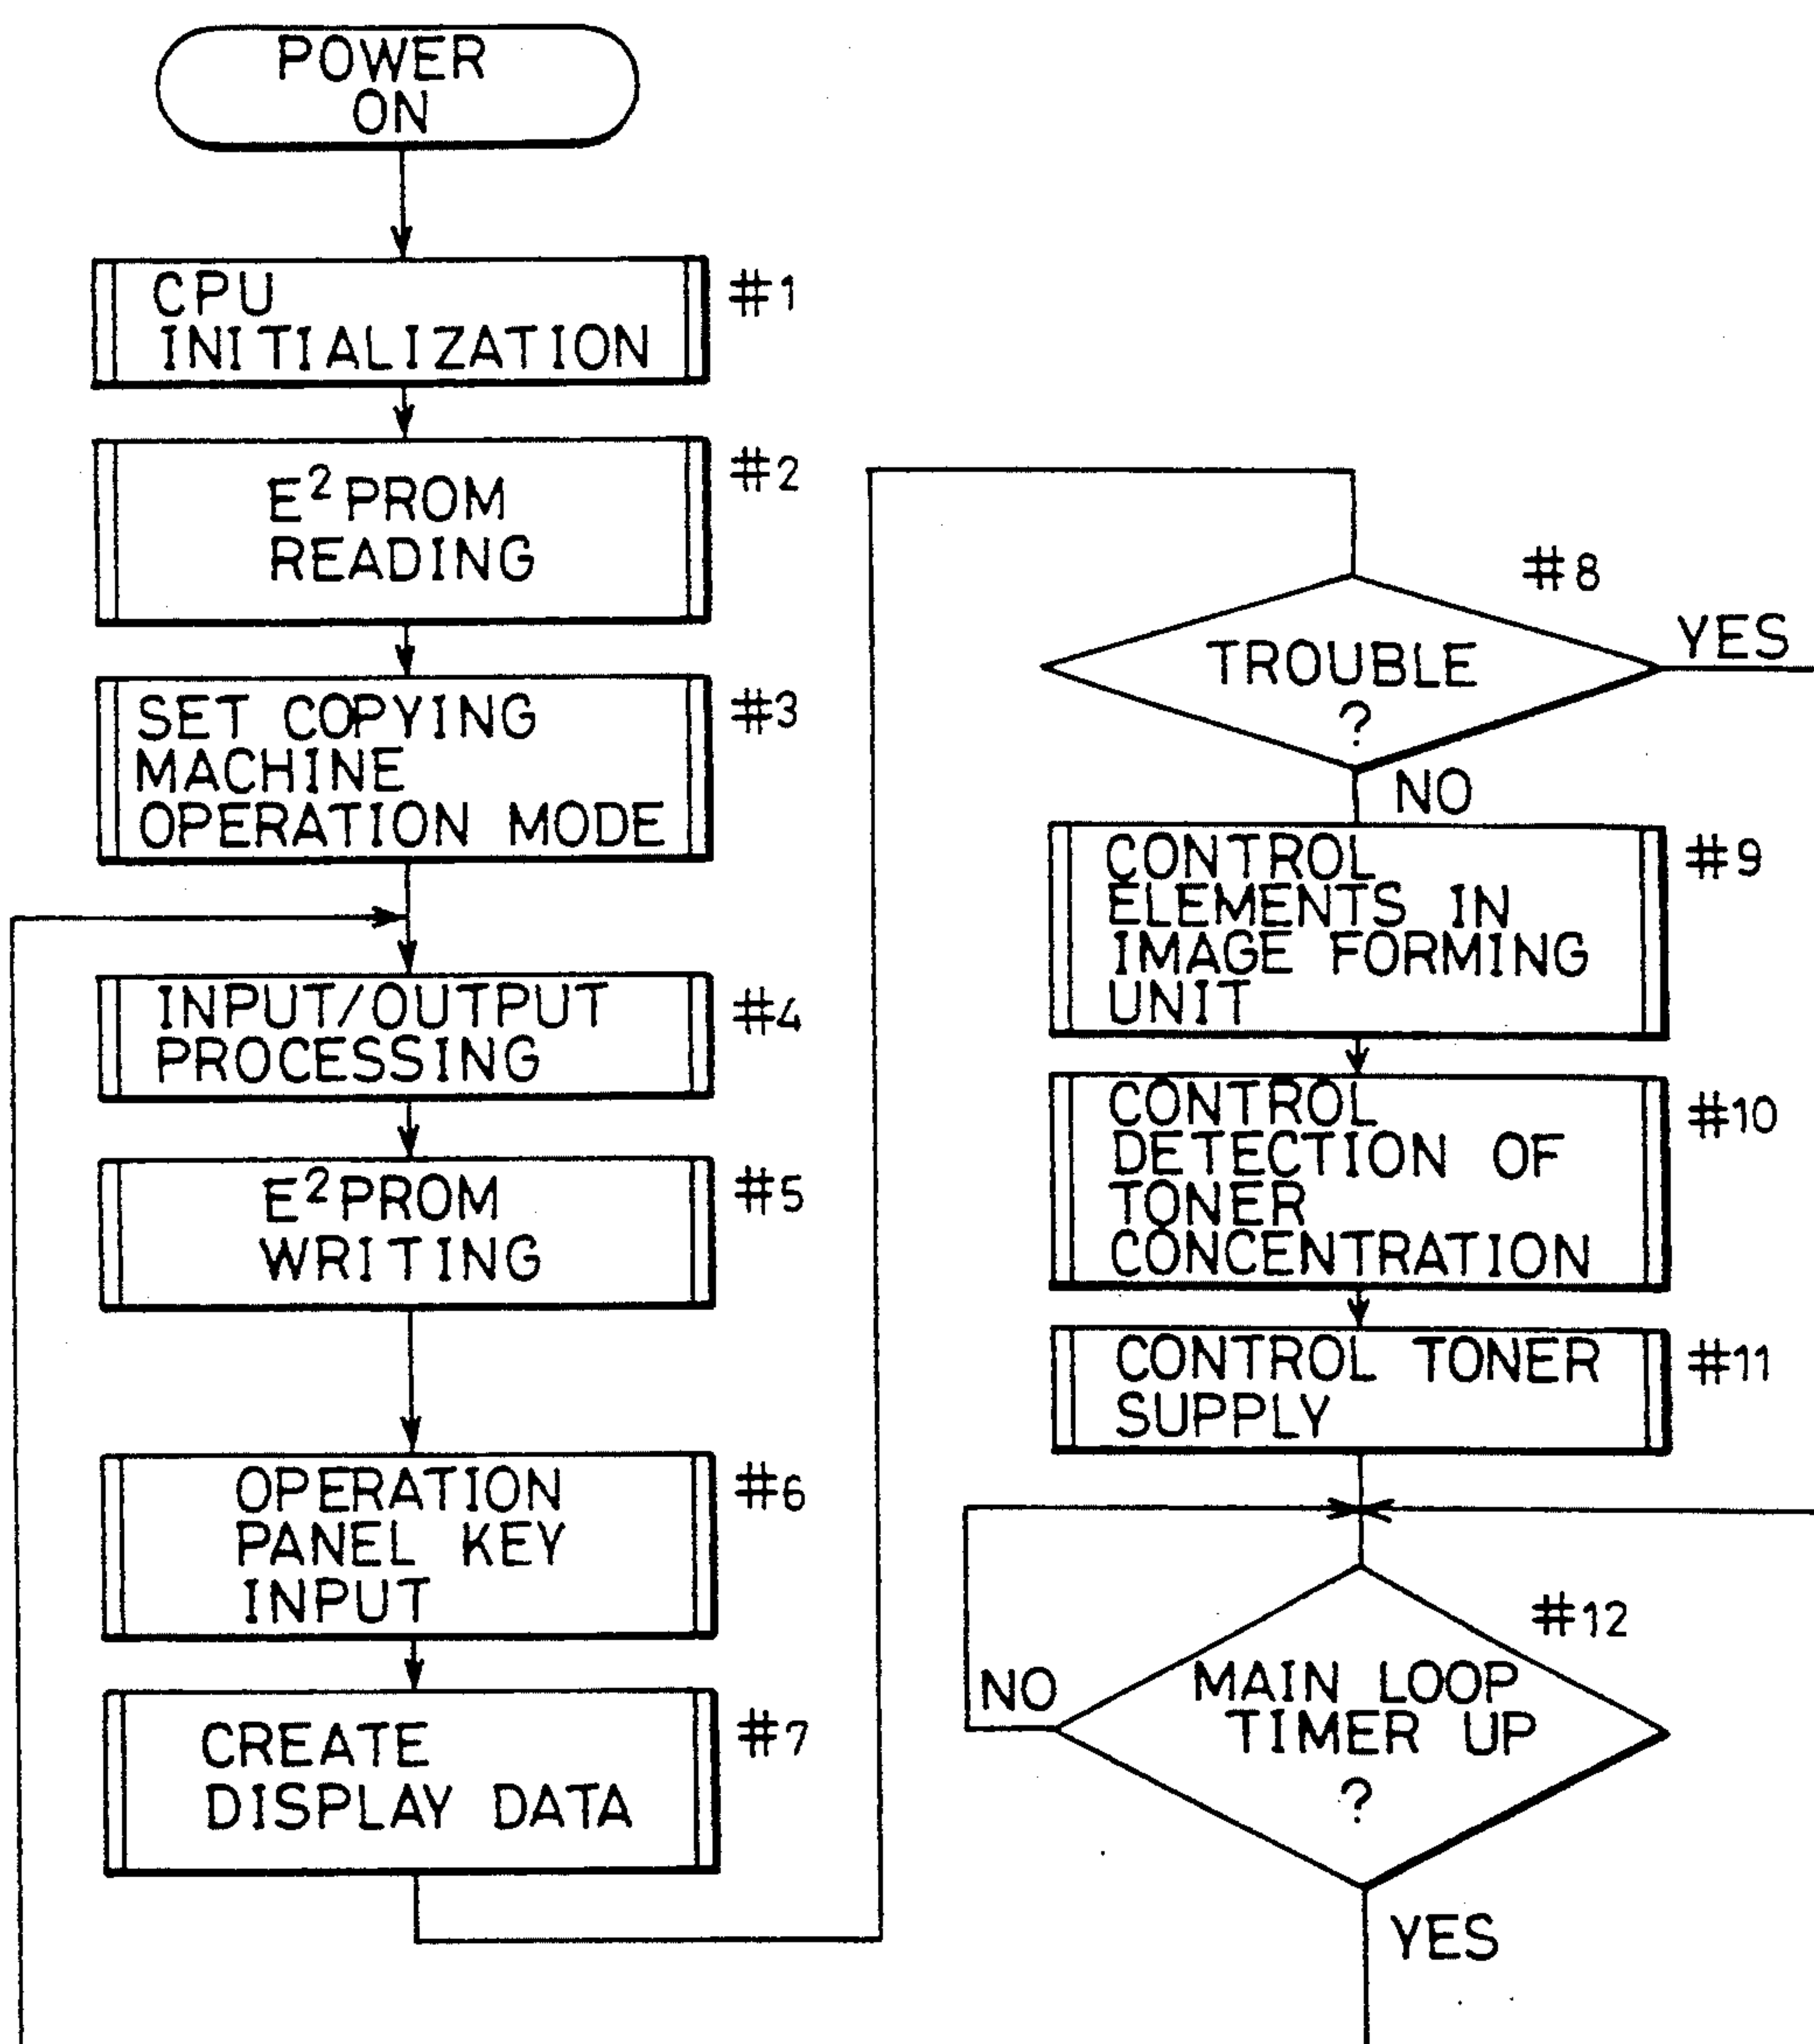 POWER
ON
CPU
INITIALIZATION
#1
E²PROM
READING
#2
SET COPYING
MACHINE
OPERATION MODE
#3
INPUT/OUTPUT
PROCESSING
#4
E²PROM
WRITING
#5
OPERATION
PANEL KEY
INPUT
#6
CREATE
DISPLAY DATA
#7
#8
TROUBLE
?
YES
NO
CONTROL
ELEMENTS IN
IMAGE FORMING
UNIT
#9
CONTROL
DETECTION OF
TONER
CONCENTRATION
#10
CONTROL TONER
SUPPLY
#11
#12
MAIN LOOP
TIMER UP
?
NO
YES